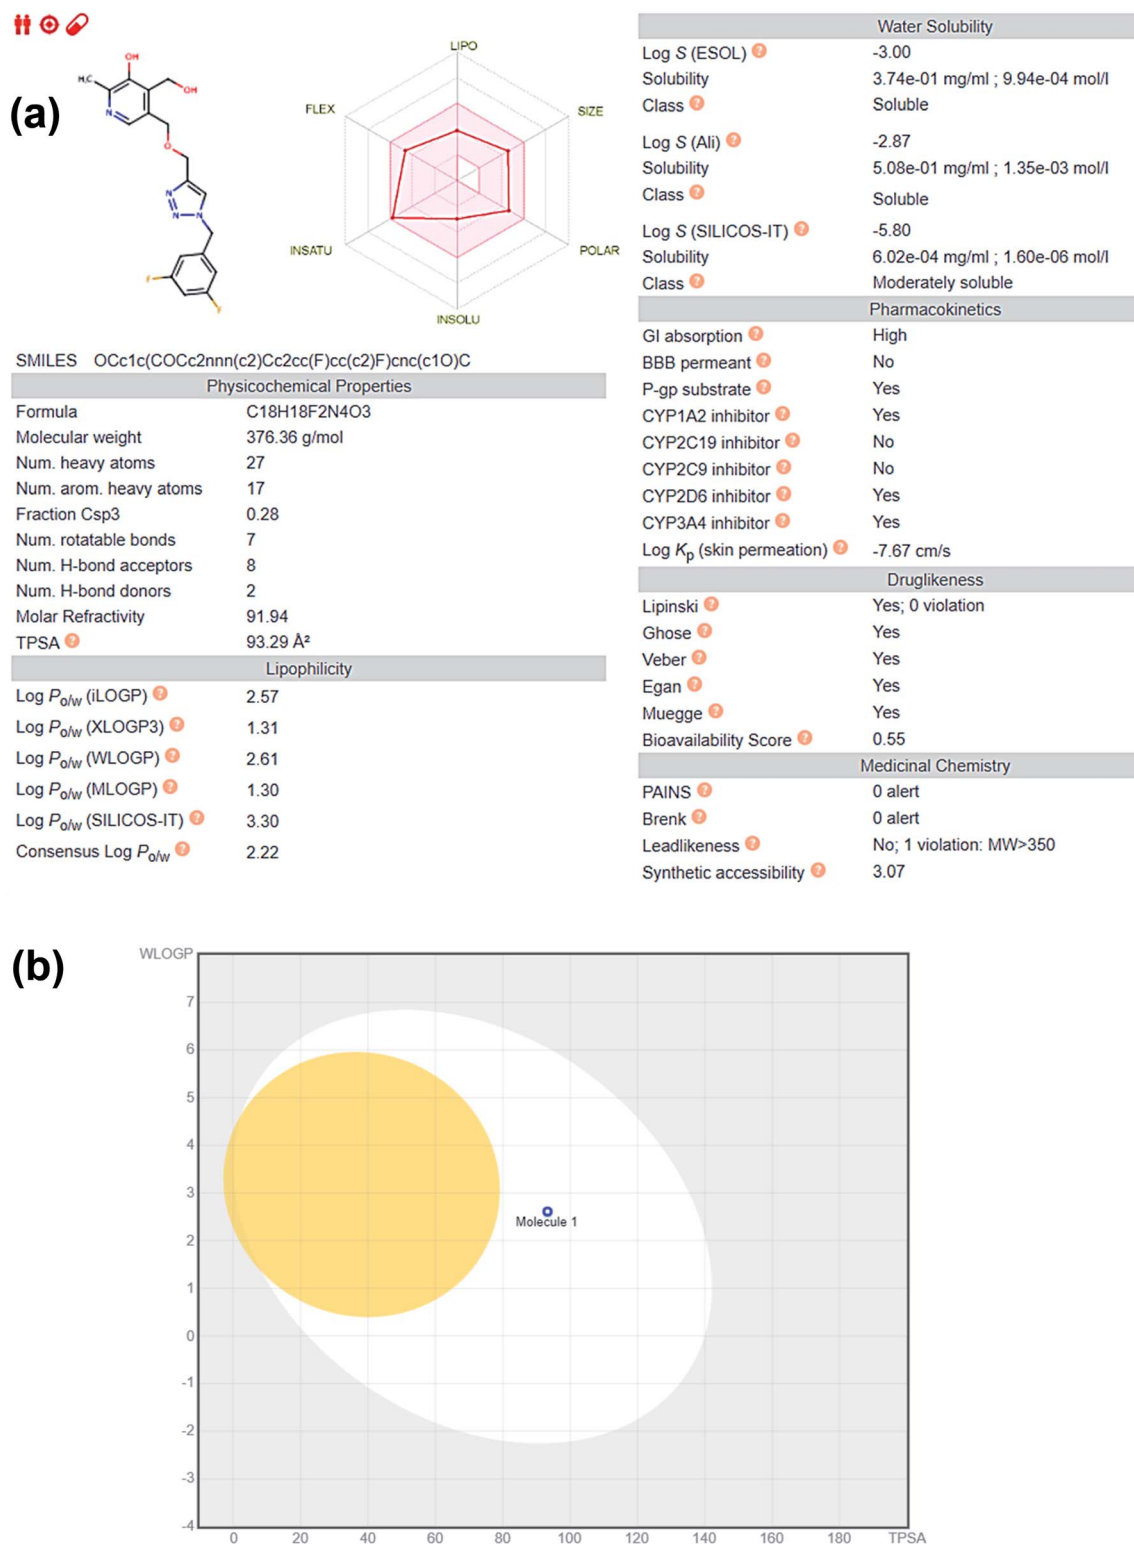 (a)
OH
H₃C
OH
N
O
N
N
N
F
F
LIPO
FLEX
SIZE
INSATU
POLAR
INSOLU
SMILES OCc1c(COCc2nnn(c2)Cc2cc(F)cc(c2)F)cnc(c1O)C
Physicochemical Properties
Formula C18H18F2N4O3
Molecular weight 376.36 g/mol
Num. heavy atoms 27
Num. arom. heavy atoms 17
Fraction Csp3 0.28
Num. rotatable bonds 7
Num. H-bond acceptors 8
Num. H-bond donors 2
Molar Refractivity 91.94
TPSA ? 93.29 Å²
Lipophilicity
Log Po/w (iLOGP) ? 2.57
Log Po/w (XLOGP3) ? 1.31
Log Po/w (WLOGP) ? 2.61
Log Po/w (MLOGP) ? 1.30
Log Po/w (SILICOS-IT) ? 3.30
Consensus Log Po/w ? 2.22
Water Solubility
Log S (ESOL) ? -3.00
Solubility 3.74e-01 mg/ml ; 9.94e-04 mol/l
Class ? Soluble
Log S (Ali) ? -2.87
Solubility 5.08e-01 mg/ml ; 1.35e-03 mol/l
Class ? Soluble
Log S (SILICOS-IT) ? -5.80
Solubility 6.02e-04 mg/ml ; 1.60e-06 mol/l
Class ? Moderately soluble
Pharmacokinetics
GI absorption ? High
BBB permeant ? No
P-gp substrate ? Yes
CYP1A2 inhibitor ? Yes
CYP2C19 inhibitor ? No
CYP2C9 inhibitor ? No
CYP2D6 inhibitor ? Yes
CYP3A4 inhibitor ? Yes
Log Kp (skin permeation) ? -7.67 cm/s
Druglikeness
Lipinski ? Yes; 0 violation
Ghose ? Yes
Veber ? Yes
Egan ? Yes
Muegge ? Yes
Bioavailability Score ? 0.55
Medicinal Chemistry
PAINS ? 0 alert
Brenk ? 0 alert
Leadlikeness ? No; 1 violation: MW>350
Synthetic accessibility ? 3.07
(b)
WLOGP
7
6
5
4
3
2
1
0
-1
-2
-3
-4
Molecule 1
0 20 40 60 80 100 120 140 160 180 TPSA